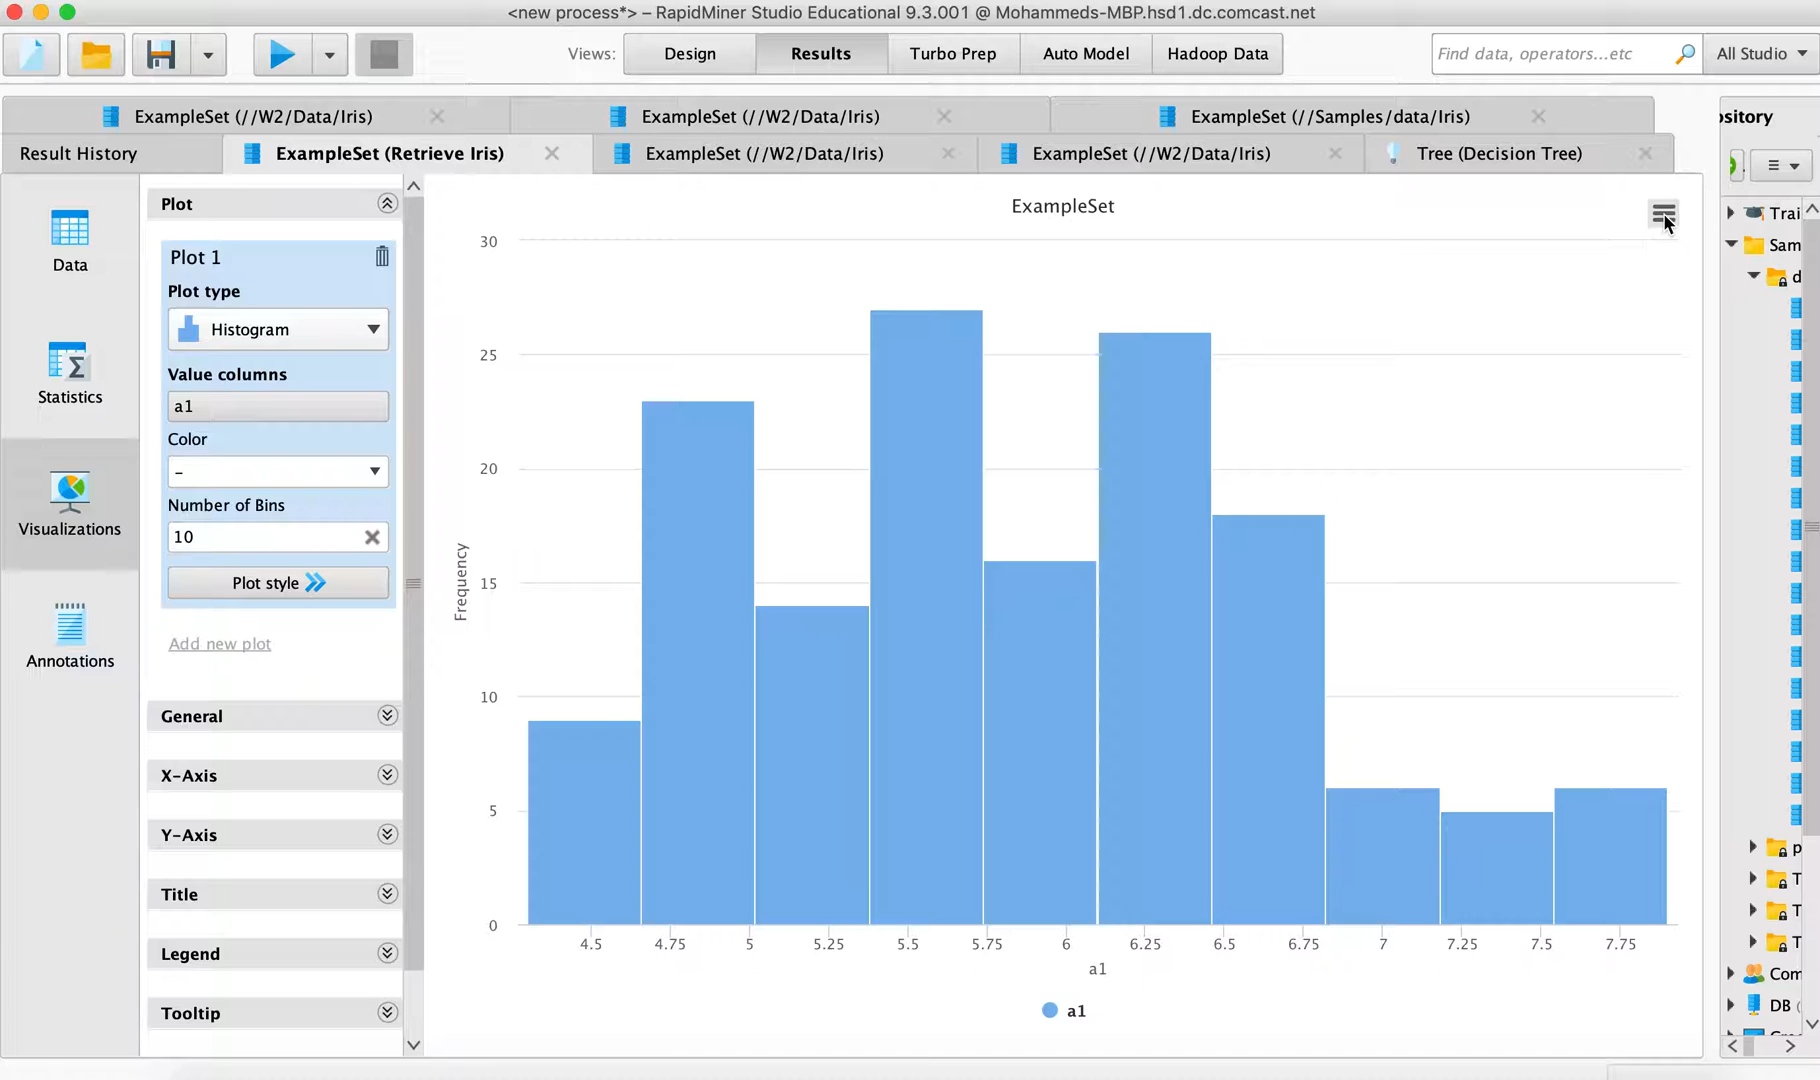 <new process*> – RapidMiner Studio Educational 9.3.001 @ Mohammeds-MBP.hsd1.dc.comcast.net
Views: Design Results Turbo Prep Auto Model Hadoop Data
Find data, operators...etc
All Studio
ExampleSet (//W2/Data/Iris)
ExampleSet (//W2/Data/Iris)
ExampleSet (//Samples/data/Iris)
ository
Result History
ExampleSet (Retrieve Iris)
ExampleSet (//W2/Data/Iris)
ExampleSet (//W2/Data/Iris)
Tree (Decision Tree)
Data
Statistics
Visualizations
Annotations
Plot
Plot 1
Plot type
Histogram
Value columns
a1
Color
–
Number of Bins
10
Plot style
Add new plot
General
X-Axis
Y-Axis
Title
Legend
Tooltip
ExampleSet
30
25
20
15
10
5
0
Frequency
4.5 4.75 5 5.25 5.5 5.75 6 6.25 6.5 6.75 7 7.25 7.5 7.75
a1
a1
Trai
Sam
d
p
T
T
T
Com
DB